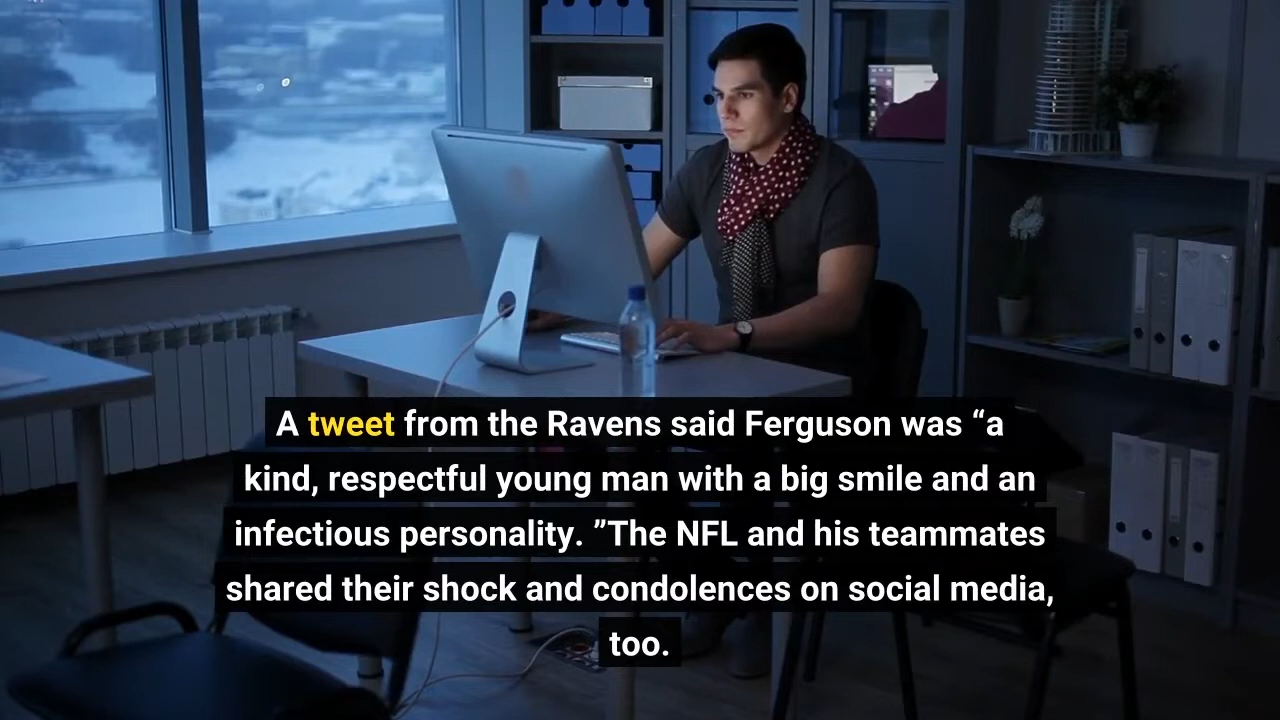 A tweet from the Ravens said Ferguson was “a
kind, respectful young man with a big smile and an
infectious personality. ”The NFL and his teammates
shared their shock and condolences on social media,
too.